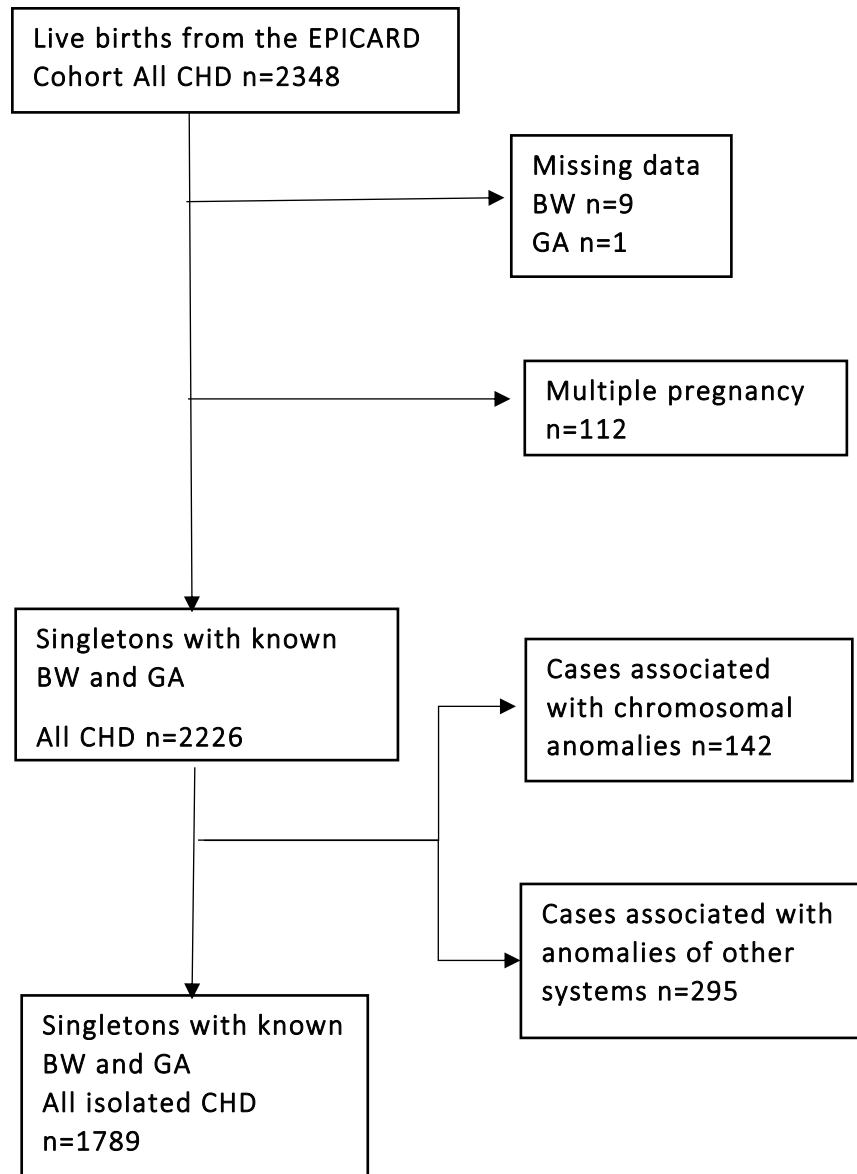 Live births from the EPICARD
Cohort All CHD n=2348
Missing data
BW n=9
GA n=1
Multiple pregnancy
n=112
Singletons with known
BW and GA
All CHD n=2226
Cases associated
with chromosomal
anomalies n=142
Cases associated with
anomalies of other
systems n=295
Singletons with known
BW and GA
All isolated CHD
n=1789